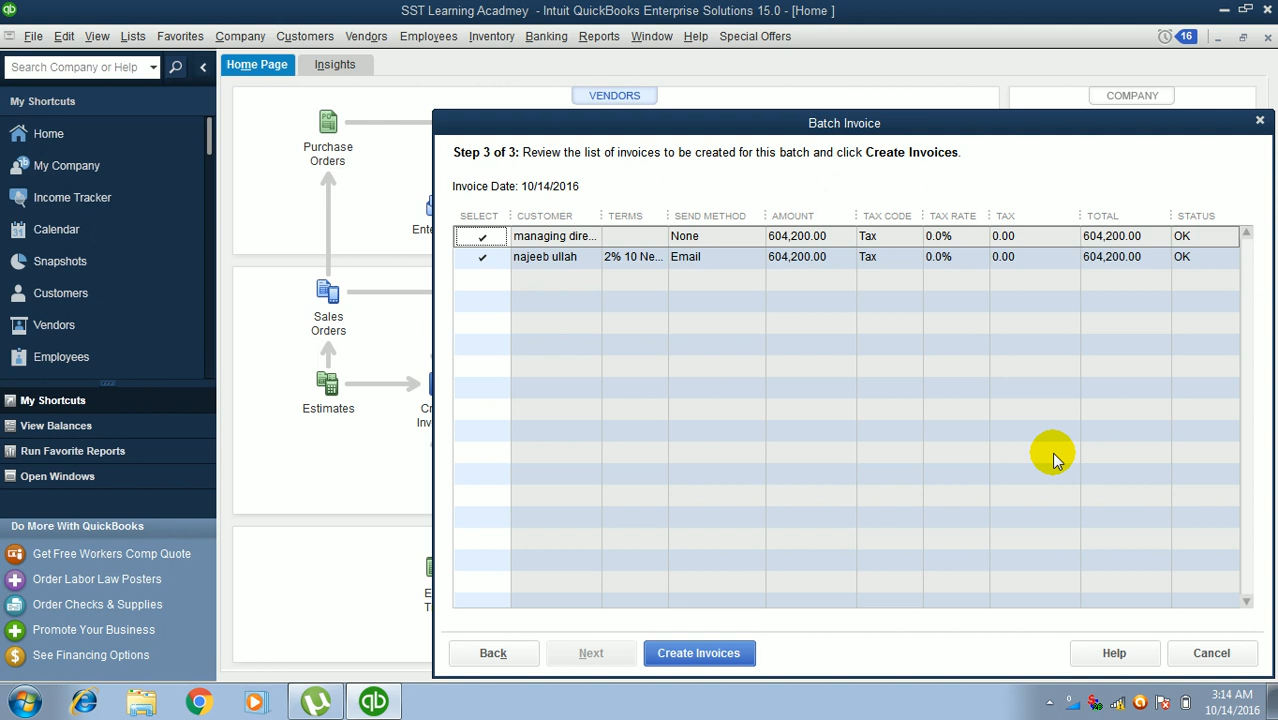 SST Learning Acadmey - Intuit QuickBooks Enterprise Solutions 15.0 - [Home ]
File Edit View Lists Favorites Company Customers Vendors Employees Inventory Banking Reports Window Help Special Offers
16
Search Company or Help
Home Page
Insights
My Shortcuts
Home
My Company
Income Tracker
Calendar
Snapshots
Customers
Vendors
Employees
My Shortcuts
View Balances
Run Favorite Reports
Open Windows
Do More With QuickBooks
Get Free Workers Comp Quote
Order Labor Law Posters
Order Checks & Supplies
Promote Your Business
See Financing Options
VENDORS
COMPANY
Purchase
Orders
Sales
Orders
Estimates
Batch Invoice
Step 3 of 3: Review the list of invoices to be created for this batch and click Create Invoices.
Invoice Date: 10/14/2016
SELECT CUSTOMER TERMS SEND METHOD AMOUNT TAX CODE TAX RATE TAX TOTAL STATUS
managing dire... None 604,200.00 Tax 0.0% 0.00 604,200.00 OK
najeeb ullah 2% 10 Ne... Email 604,200.00 Tax 0.0% 0.00 604,200.00 OK
Back
Next
Create Invoices
Help
Cancel
3:14 AM
10/14/2016